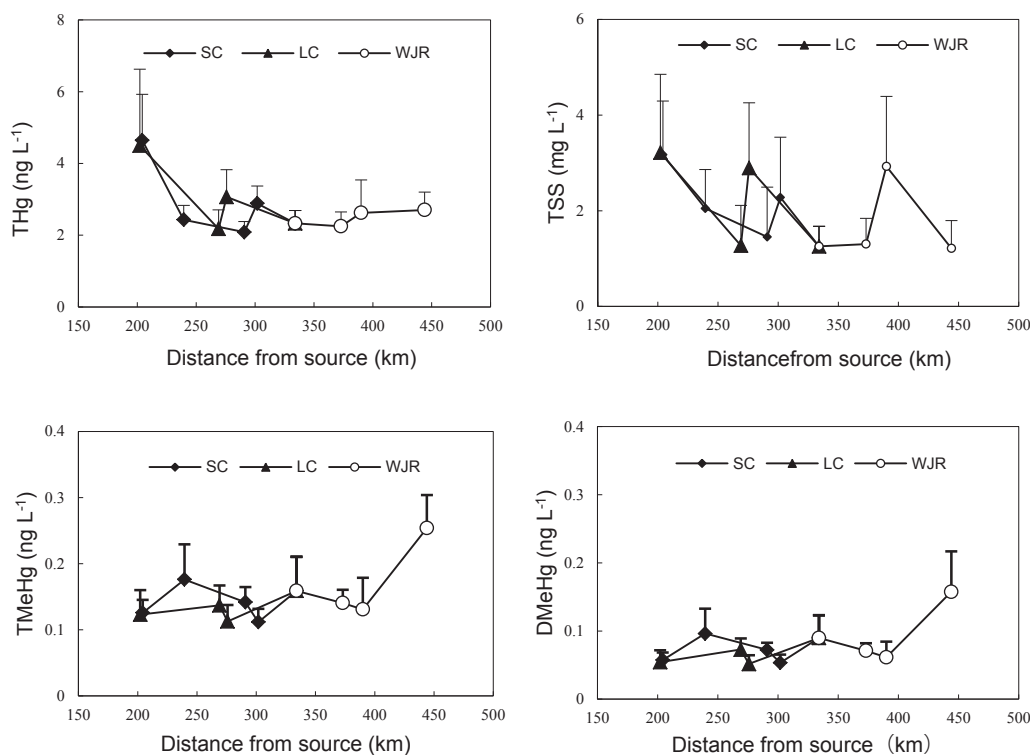 8
6
4
2
0
THg (ng L⁻¹)
SC LC WJR
150 200 250 300 350 400 450 500
Distance from source (km)
6
4
2
0
TSS (mg L⁻¹)
SC LC WJR
150 200 250 300 350 400 450 500
Distancefrom source (km)
0.4
0.3
0.2
0.1
0
TMeHg (ng L⁻¹)
SC LC WJR
150 200 250 300 350 400 450 500
Distance from source (km)
0.4
0.3
0.2
0.1
0
DMeHg (ng L⁻¹)
SC LC WJR
150 200 250 300 350 400 450 500
Distance from source（km）